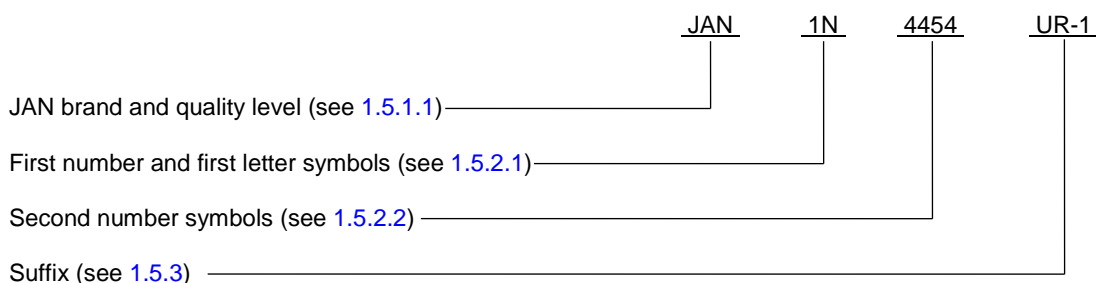 JAN 1N 4454 UR-1
JAN brand and quality level (see 1.5.1.1)
First number and first letter symbols (see 1.5.2.1)
Second number symbols (see 1.5.2.2)
Suffix (see 1.5.3)